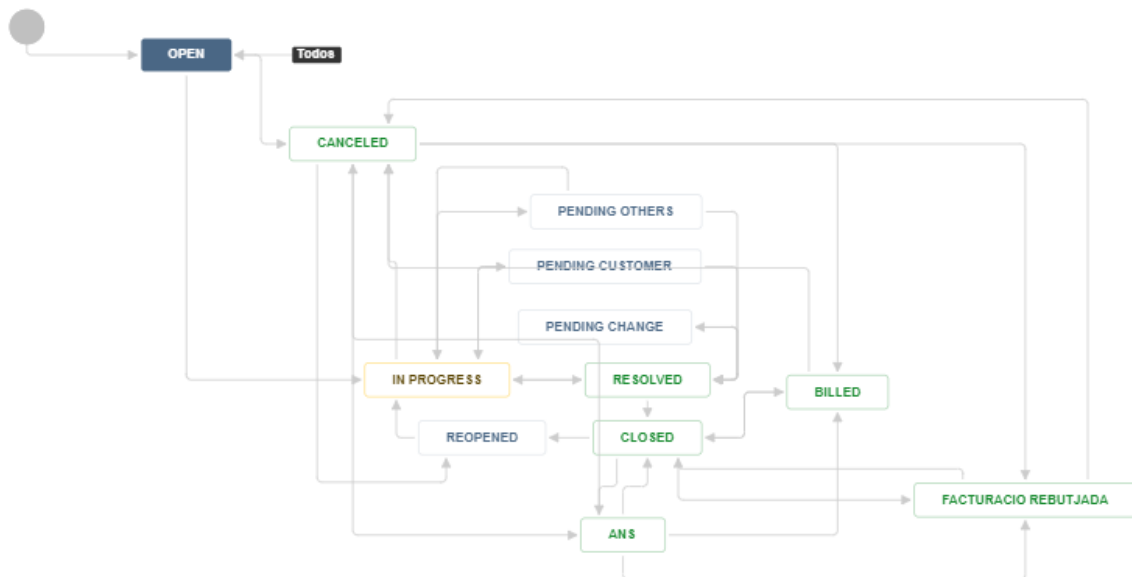 OPEN
Todos
CANCELED
PENDING OTHERS
PENDING CUSTOMER
PENDING CHANGE
IN PROGRESS
RESOLVED
BILLED
REOPENED
CLOSED
FACTURACIO REBUTJADA
ANS